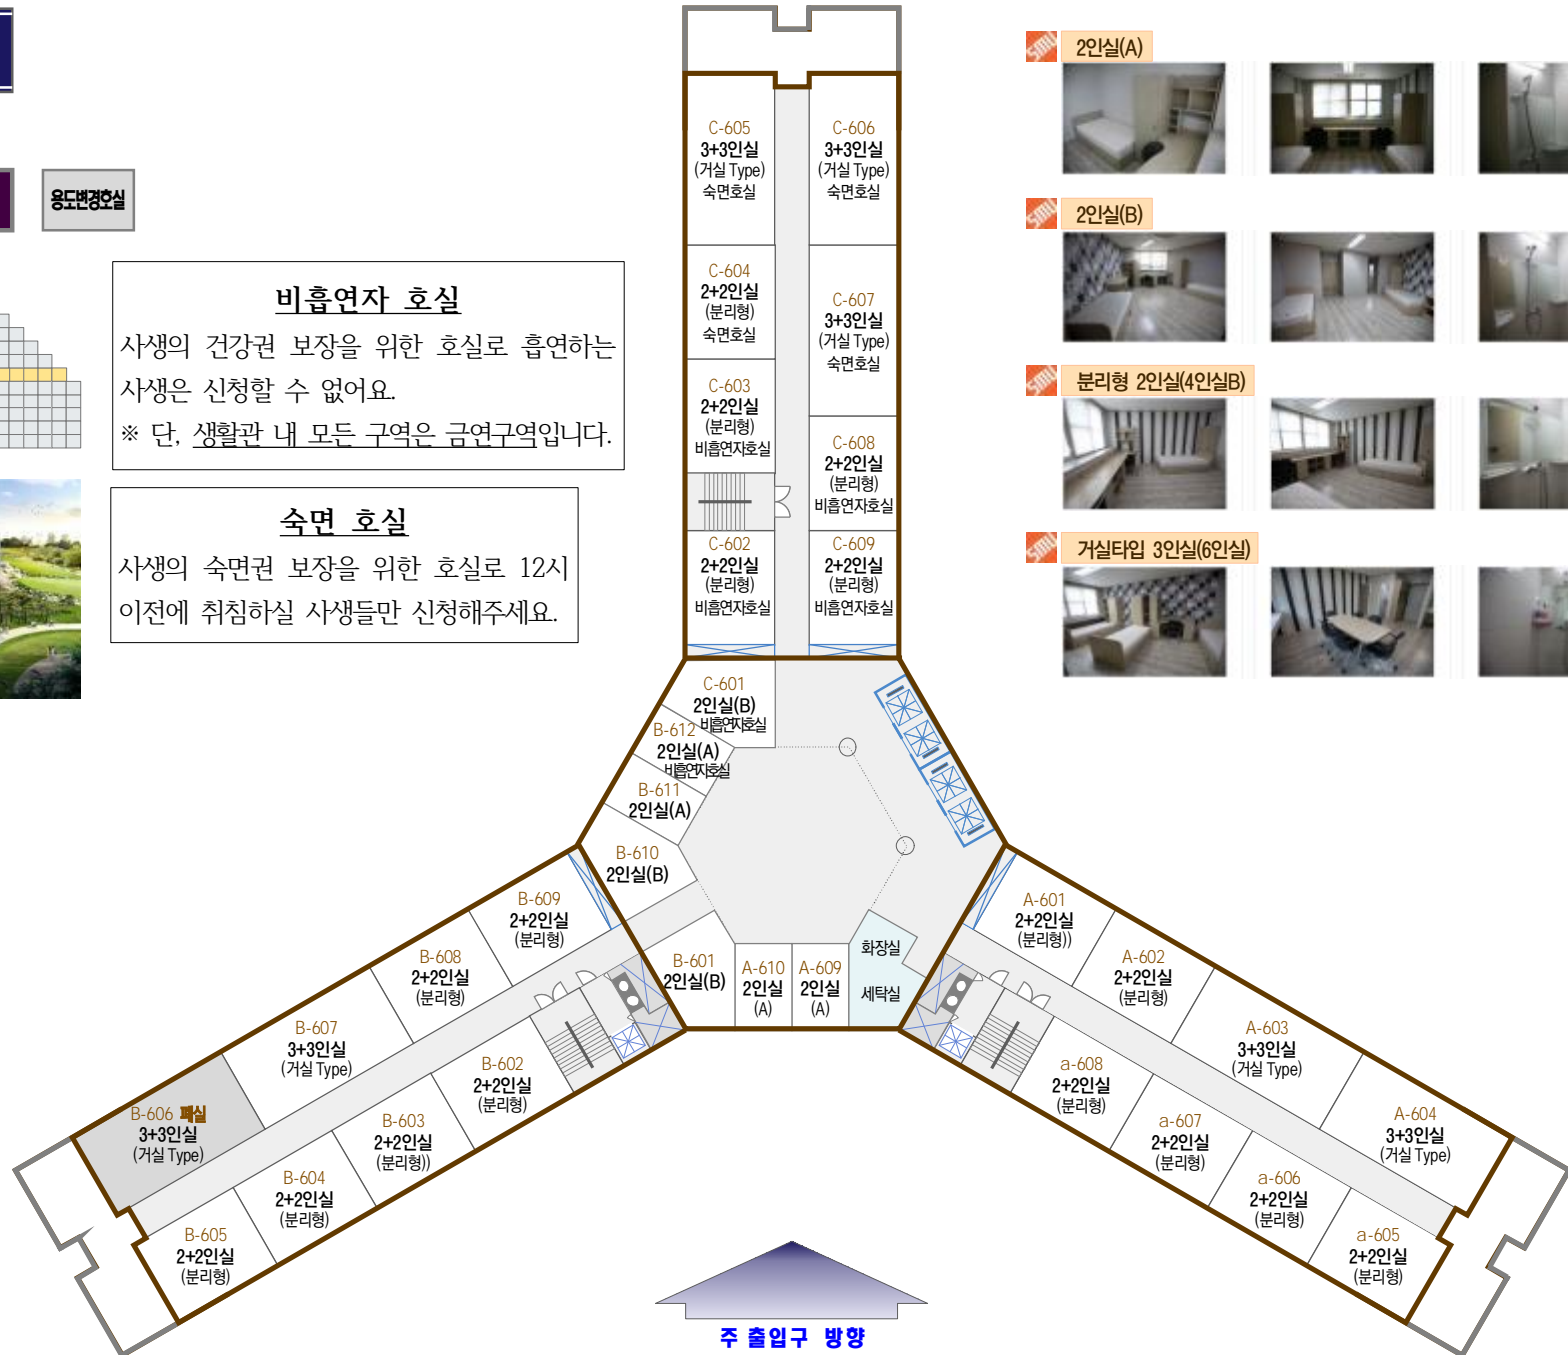 용도변경호실
비흡연자 호실
사생의 건강권 보장을 위한 호실로 흡연하는
사생은 신청할 수 없어요.
※ 단, 생활관 내 모든 구역은 금연구역입니다.
숙면 호실
사생의 숙면권 보장을 위한 호실로 12시
이전에 취침하실 사생들만 신청해주세요.
C-605
3+3인실
(거실 Type)
숙면호실
C-606
3+3인실
(거실 Type)
숙면호실
C-604
2+2인실
(분리형)
숙면호실
C-607
3+3인실
(거실 Type)
숙면호실
C-603
2+2인실
(분리형)
비흡연자호실
C-608
2+2인실
(분리형)
비흡연자호실
C-602
2+2인실
(분리형)
비흡연자호실
C-609
2+2인실
(분리형)
비흡연자호실
C-601
2인실(B)
비흡연자호실
B-612
2인실(A)
비흡연자호실
B-611
2인실(A)
B-610
2인실(B)
B-609
2+2인실
(분리형)
B-608
2+2인실
(분리형)
B-607
3+3인실
(거실 Type)
B-606 폐실
3+3인실
(거실 Type)
B-605
2+2인실
(분리형)
B-604
2+2인실
(분리형)
B-603
2+2인실
(분리형))
B-602
2+2인실
(분리형)
B-601
2인실(B)
A-610
2인실
(A)
A-609
2인실
(A)
화장실
세탁실
A-601
2+2인실
(분리형))
A-602
2+2인실
(분리형)
A-603
3+3인실
(거실 Type)
A-604
3+3인실
(거실 Type)
a-608
2+2인실
(분리형)
a-607
2+2인실
(분리형)
a-606
2+2인실
(분리형)
a-605
2+2인실
(분리형)
주 출입구 방향
SMU 2인실(A)
SMU 2인실(B)
SMU 분리형 2인실(4인실B)
SMU 거실타입 3인실(6인실)